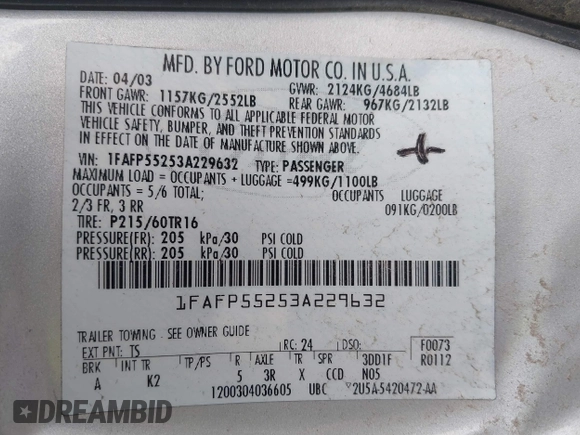 MFD. BY FORD MOTOR CO. IN U.S.A.
DATE: 04/03 GVWR: 2124KG/4684LB
FRONT GAWR: 1157KG/2552LB REAR GAWR: 967KG/2132LB
THIS VEHICLE CONFORMS TO ALL APPLICABLE FEDERAL MOTOR
VEHICLE SAFETY, BUMPER, AND THEFT PREVENTION STANDARDS
IN EFFECT ON THE DATE OF MANUFACTURE SHOWN ABOVE.
VIN: 1FAFP55253A229632 TYPE: PASSENGER
MAXIMUM LOAD = OCCUPANTS + LUGGAGE =499KG/1100LB
OCCUPANTS = 5/6 TOTAL; OCCUPANTS LUGGAGE
2/3 FR, 3 RR 091KG/0200LB
TIRE: P215/60TR16
PRESSURE(FR): 205 kPa/30 PSI COLD
PRESSURE(RR): 205 kPa/30 PSI COLD
1FAFP55253A229632
TRAILER TOWING - SEE OWNER GUIDE
EXT PNT: TS RC: 24 DSO: F0073
BRK INT TR TP/PS R AXLE TR SPR 3DD1F R0112
A K2 5 3R X CCD N05
1200304036605 UBC 2U5A-5420472-AA
DREAMBID